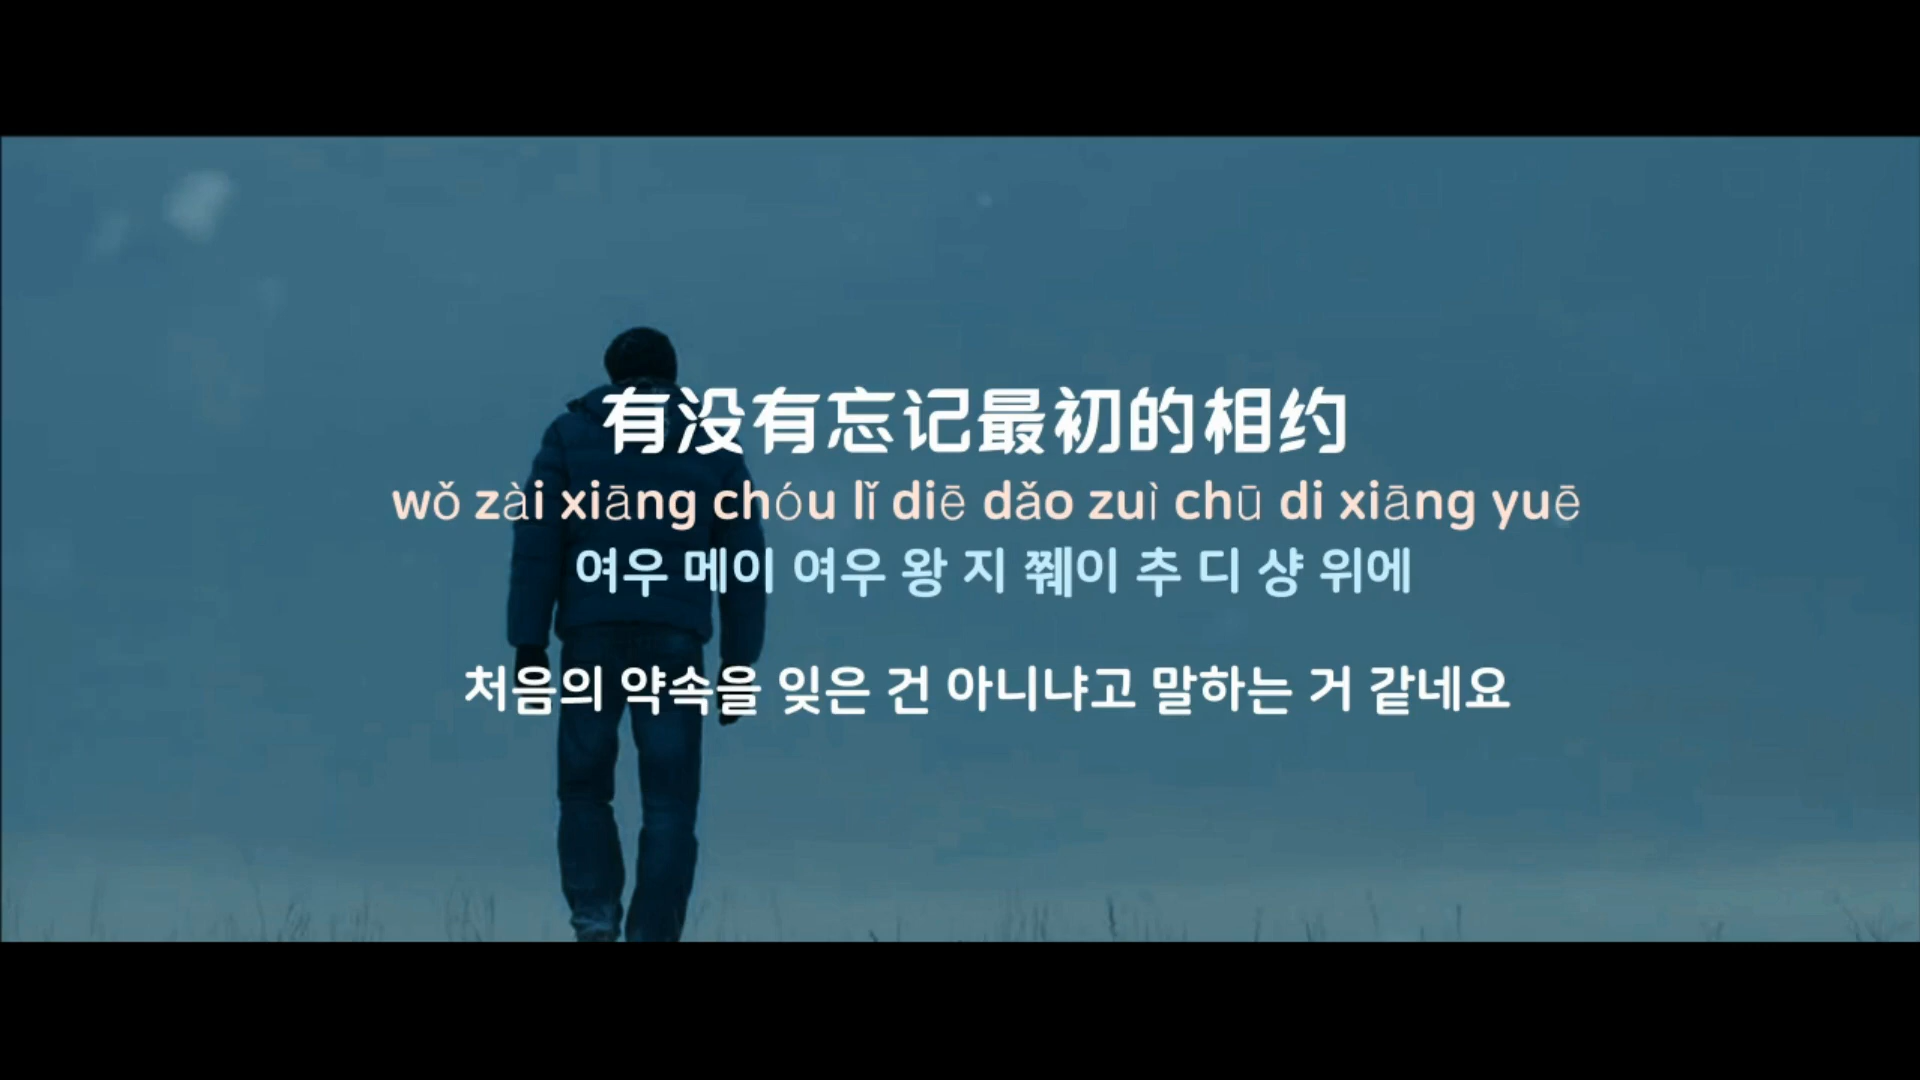 有没有忘记最初的相约
wǒ zài xiāng chóu lǐ diē dǎo zuì chū di xiāng yuē
여우 메이 여우 왕 지 쮀이 추 디 샹 위에
처음의 약속을 잊은 건 아니냐고 말하는 거 같네요